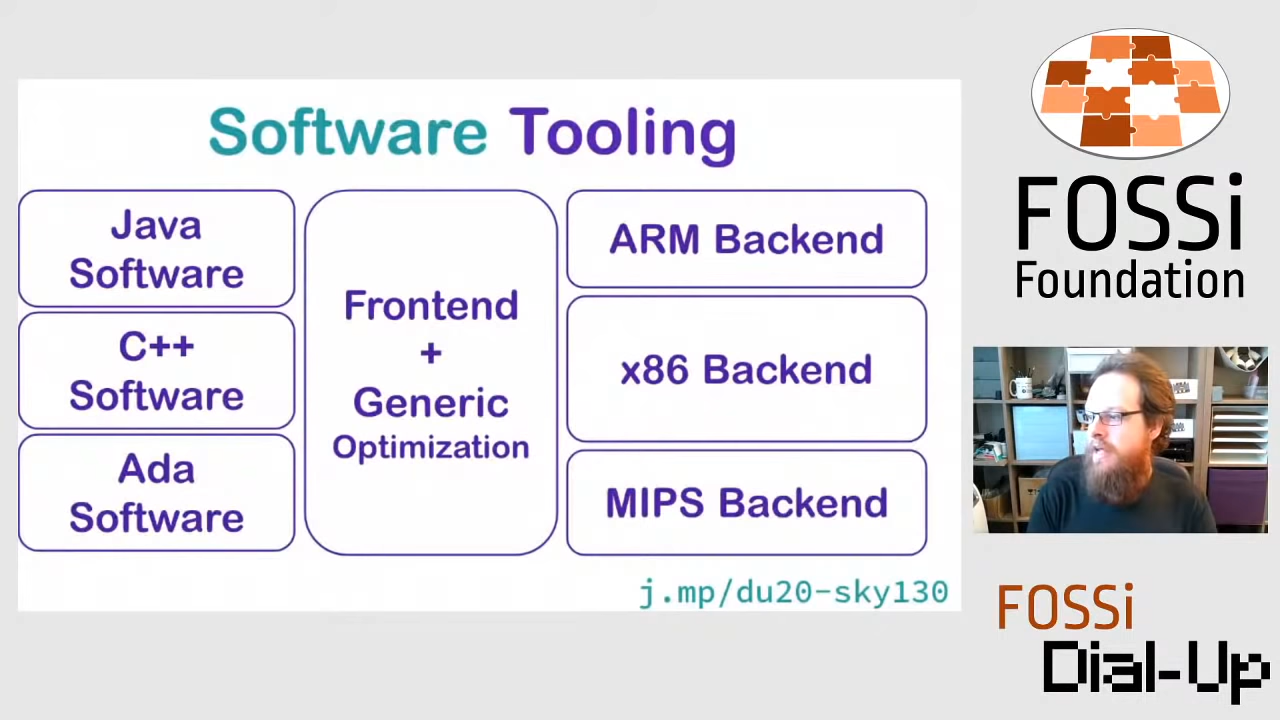 Software Tooling
Java
Software
C++
Software
Ada
Software
Frontend
+
Generic
Optimization
ARM Backend
x86 Backend
MIPS Backend
j.mp/du20-sky130
FOSSi
Foundation
FOSSi
Dial-Up